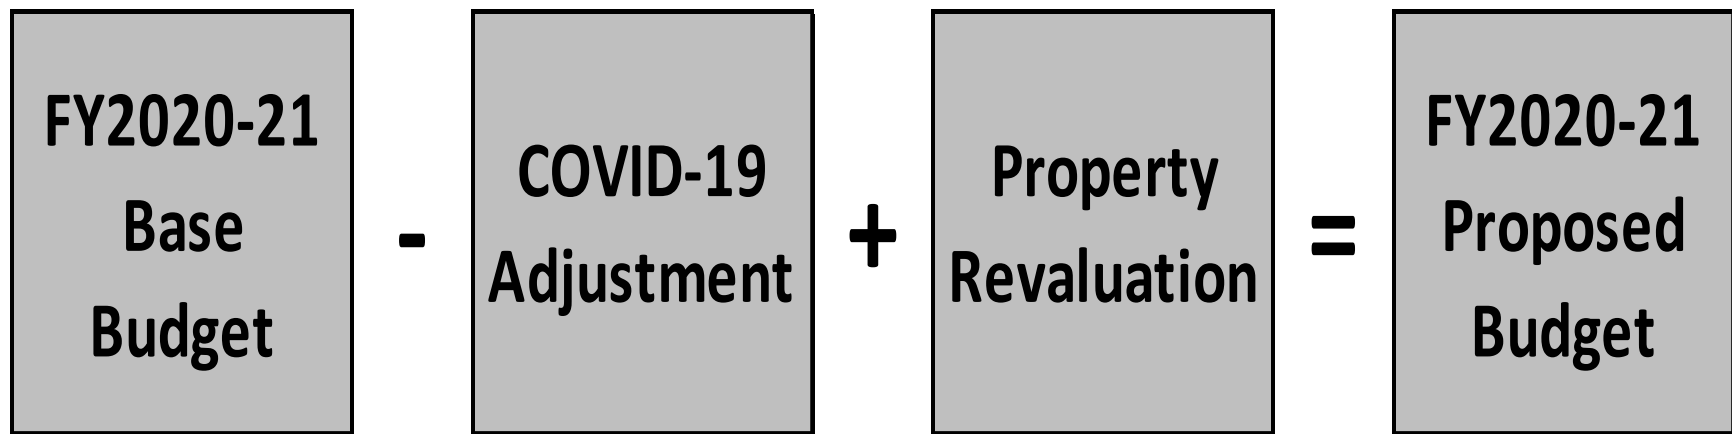 FY2020-21
Base
Budget
-
COVID-19
Adjustment
+
Property
Revaluation
=
FY2020-21
Proposed
Budget